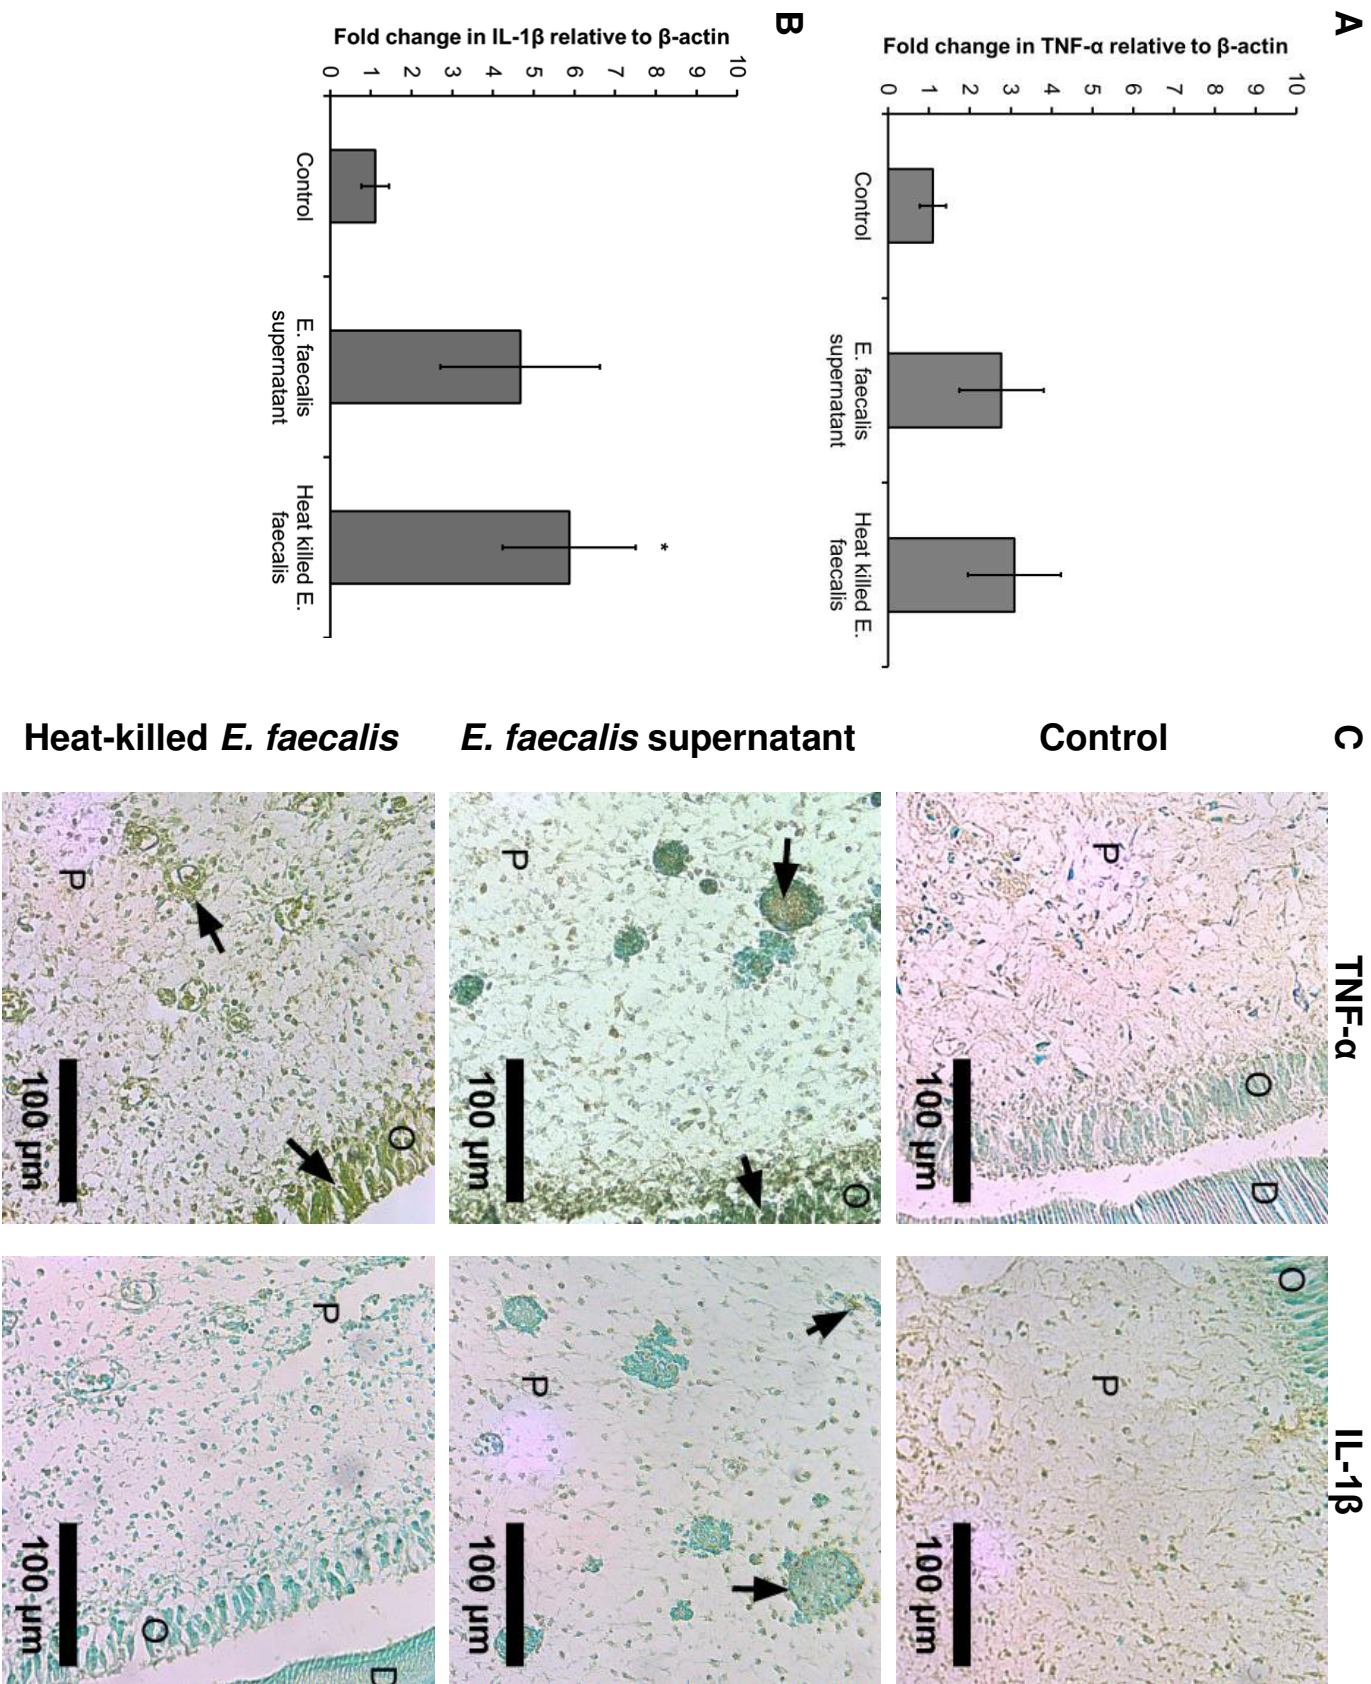 A
Fold change in TNF-α relative to β-actin
10
9
8
7
6
5
4
3
2
1
0
Control
E. faecalis
supernatant
Heat killed E.
faecalis
B
Fold change in IL-1β relative to β-actin
10
9
8
7
6
5
4
3
2
1
0
*
Control
E. faecalis
supernatant
Heat killed E.
faecalis
C
TNF-α
IL-1β
Control
P
O
D
100 µm
O
P
100 µm
E. faecalis supernatant
P
O
100 µm
P
100 µm
Heat-killed E. faecalis
P
O
100 µm
P
O
D
100 µm